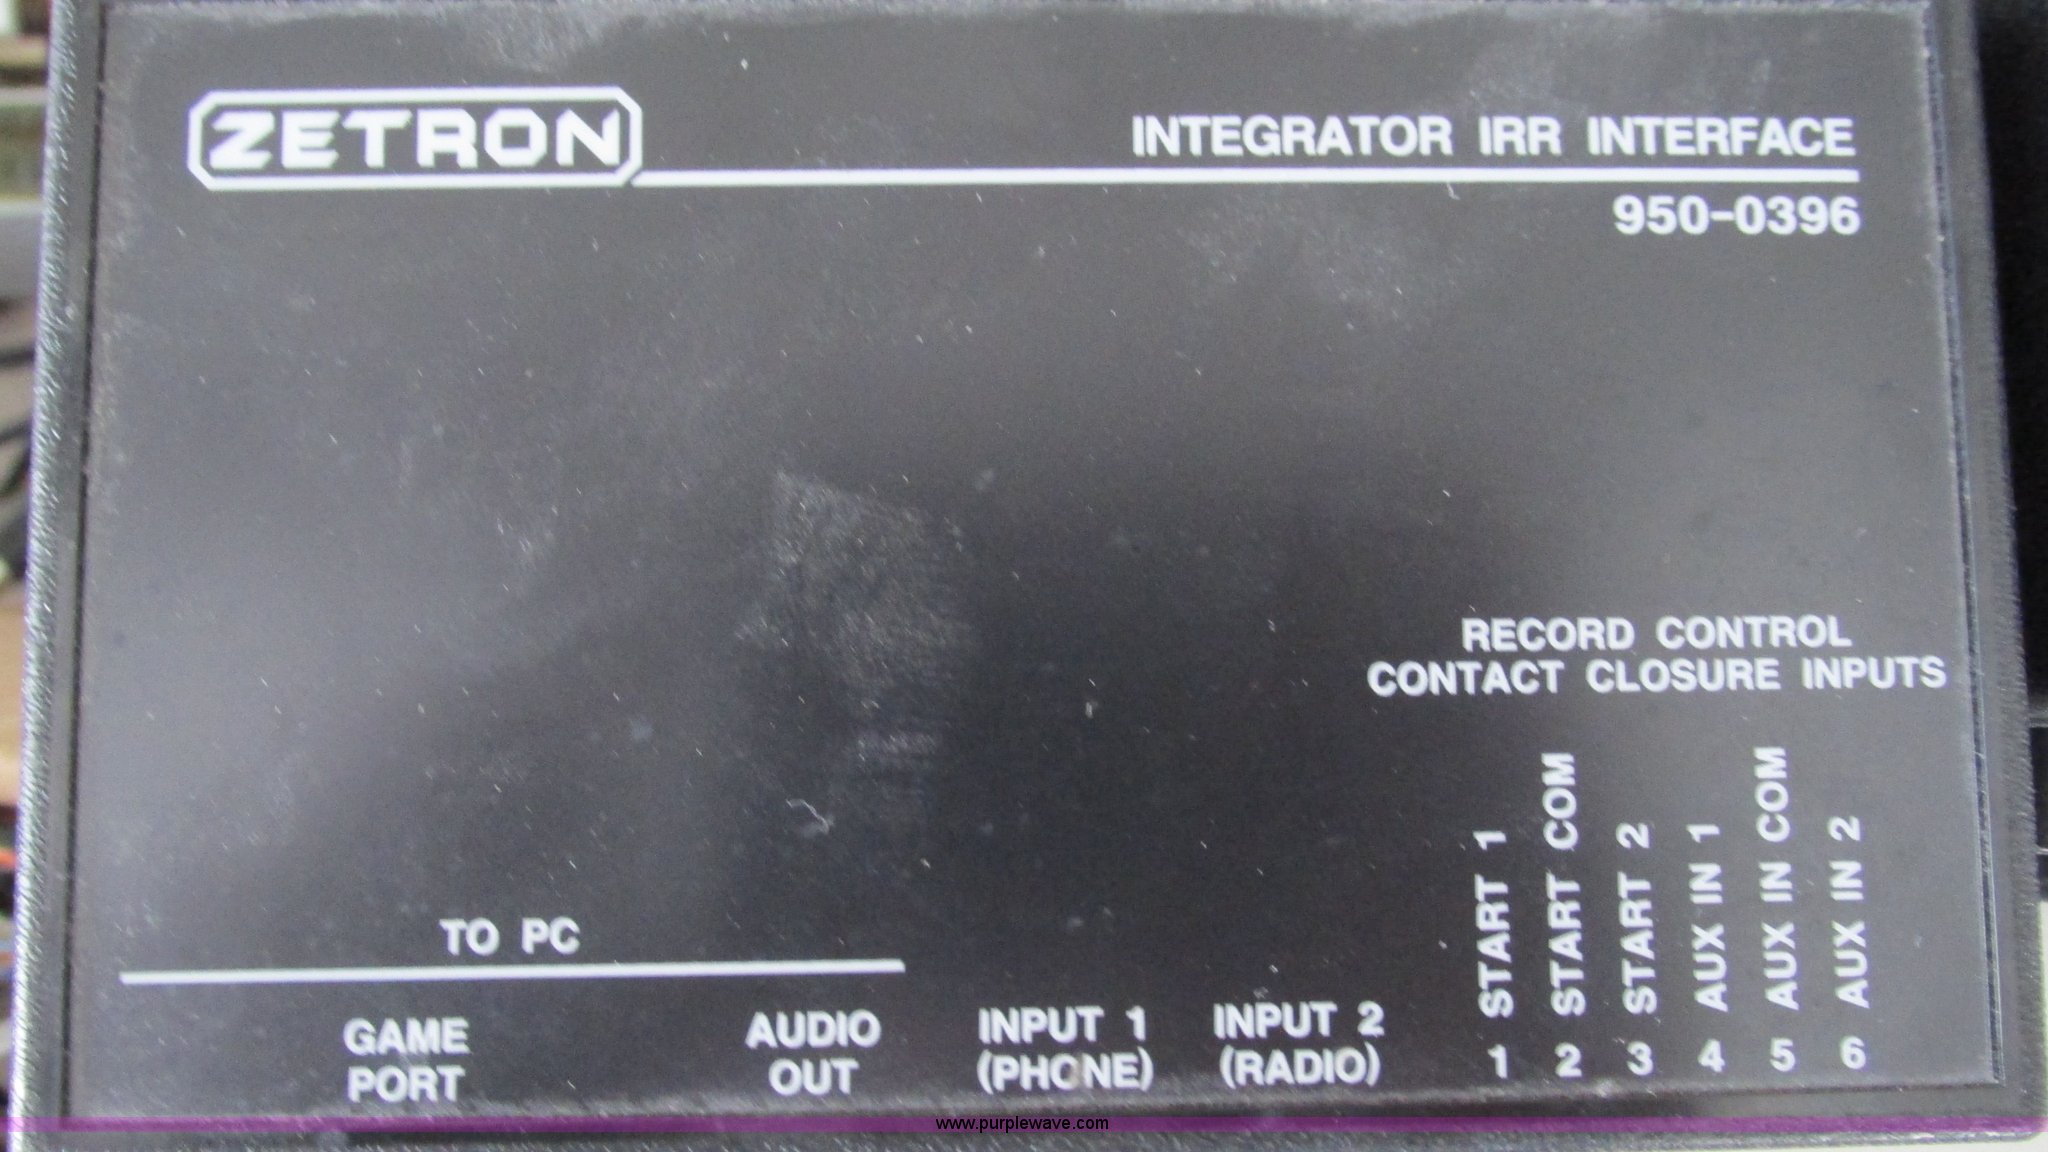 ZETRON
INTEGRATOR IRR INTERFACE
950-0396
RECORD CONTROL
CONTACT CLOSURE INPUTS
START 1
START COM
START 2
AUX IN 1
AUX IN COM
AUX IN 2
1 2 3 4 5 6
TO PC
GAME
PORT
AUDIO
OUT
INPUT 1
(PHONE)
INPUT 2
(RADIO)
www.purplewave.com